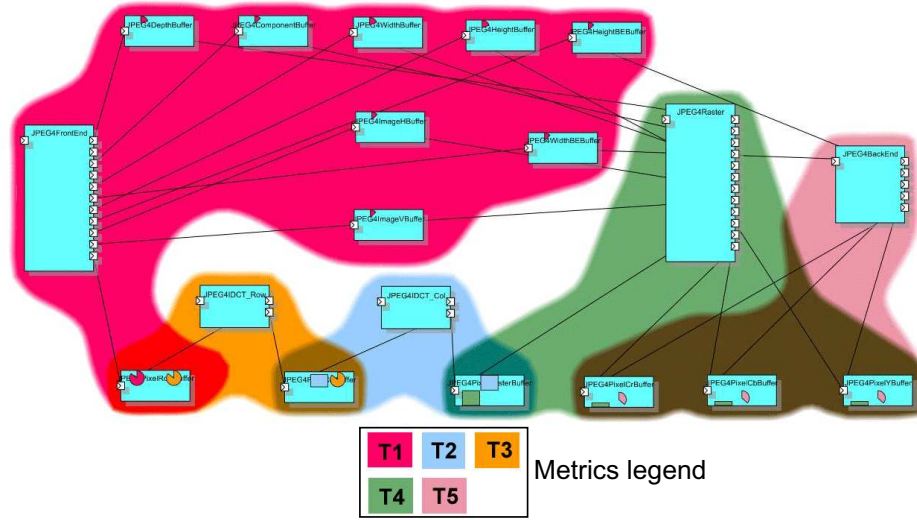 JPEG4DepthBuffer
JPEG4ComponentBuffer
JPEG4WidthBuffer
JPEG4HeightBuffer
JPEG4HeightBEBuffer
JPEG4FrontEnd
JPEG4ImageHBuffer
JPEG4Raster
JPEG4WidthBEBuffer
JPEG4BackEnd
JPEG4ImageVBuffer
JPEG4IDCT_Row
JPEG4IDCT_Col
JPEG4PixelCrBuffer
JPEG4PixelCbBuffer
JPEG4PixelYBuffer
T1 T2 T3
T4 T5
Metrics legend